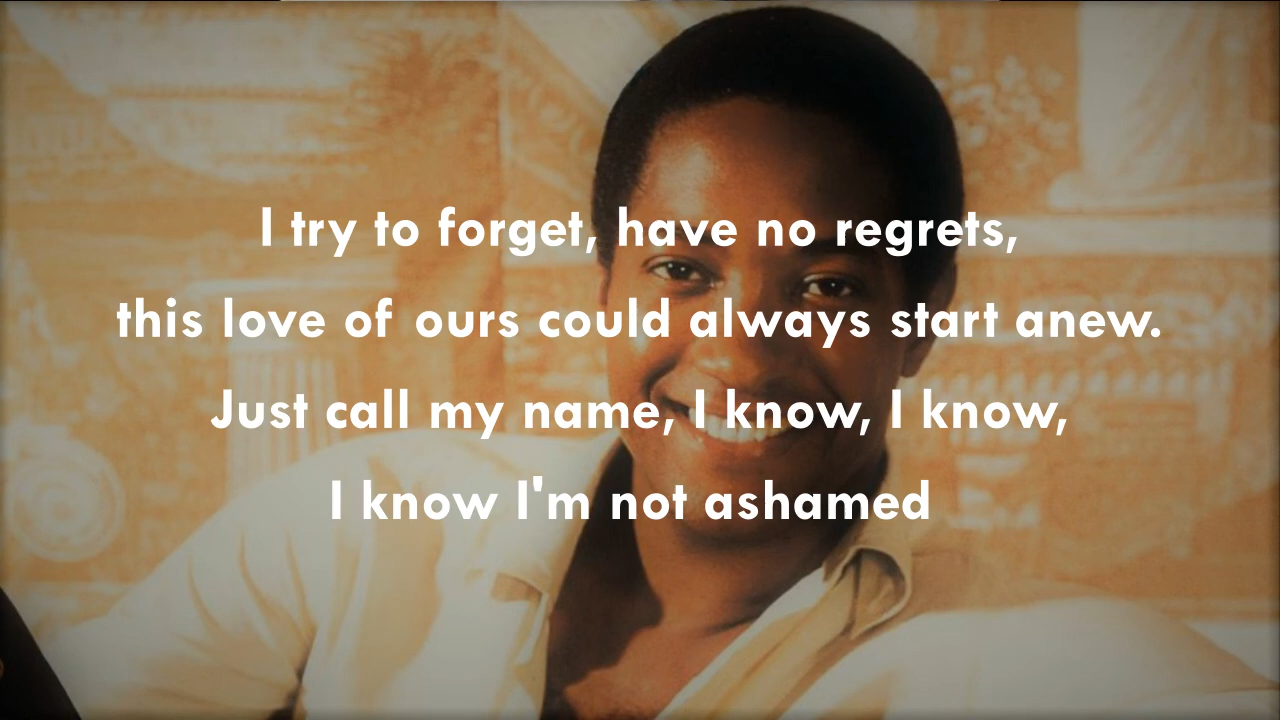 I try to forget, have no regrets,
this love of ours could always start anew.
Just call my name, I know, I know,
I know I'm not ashamed